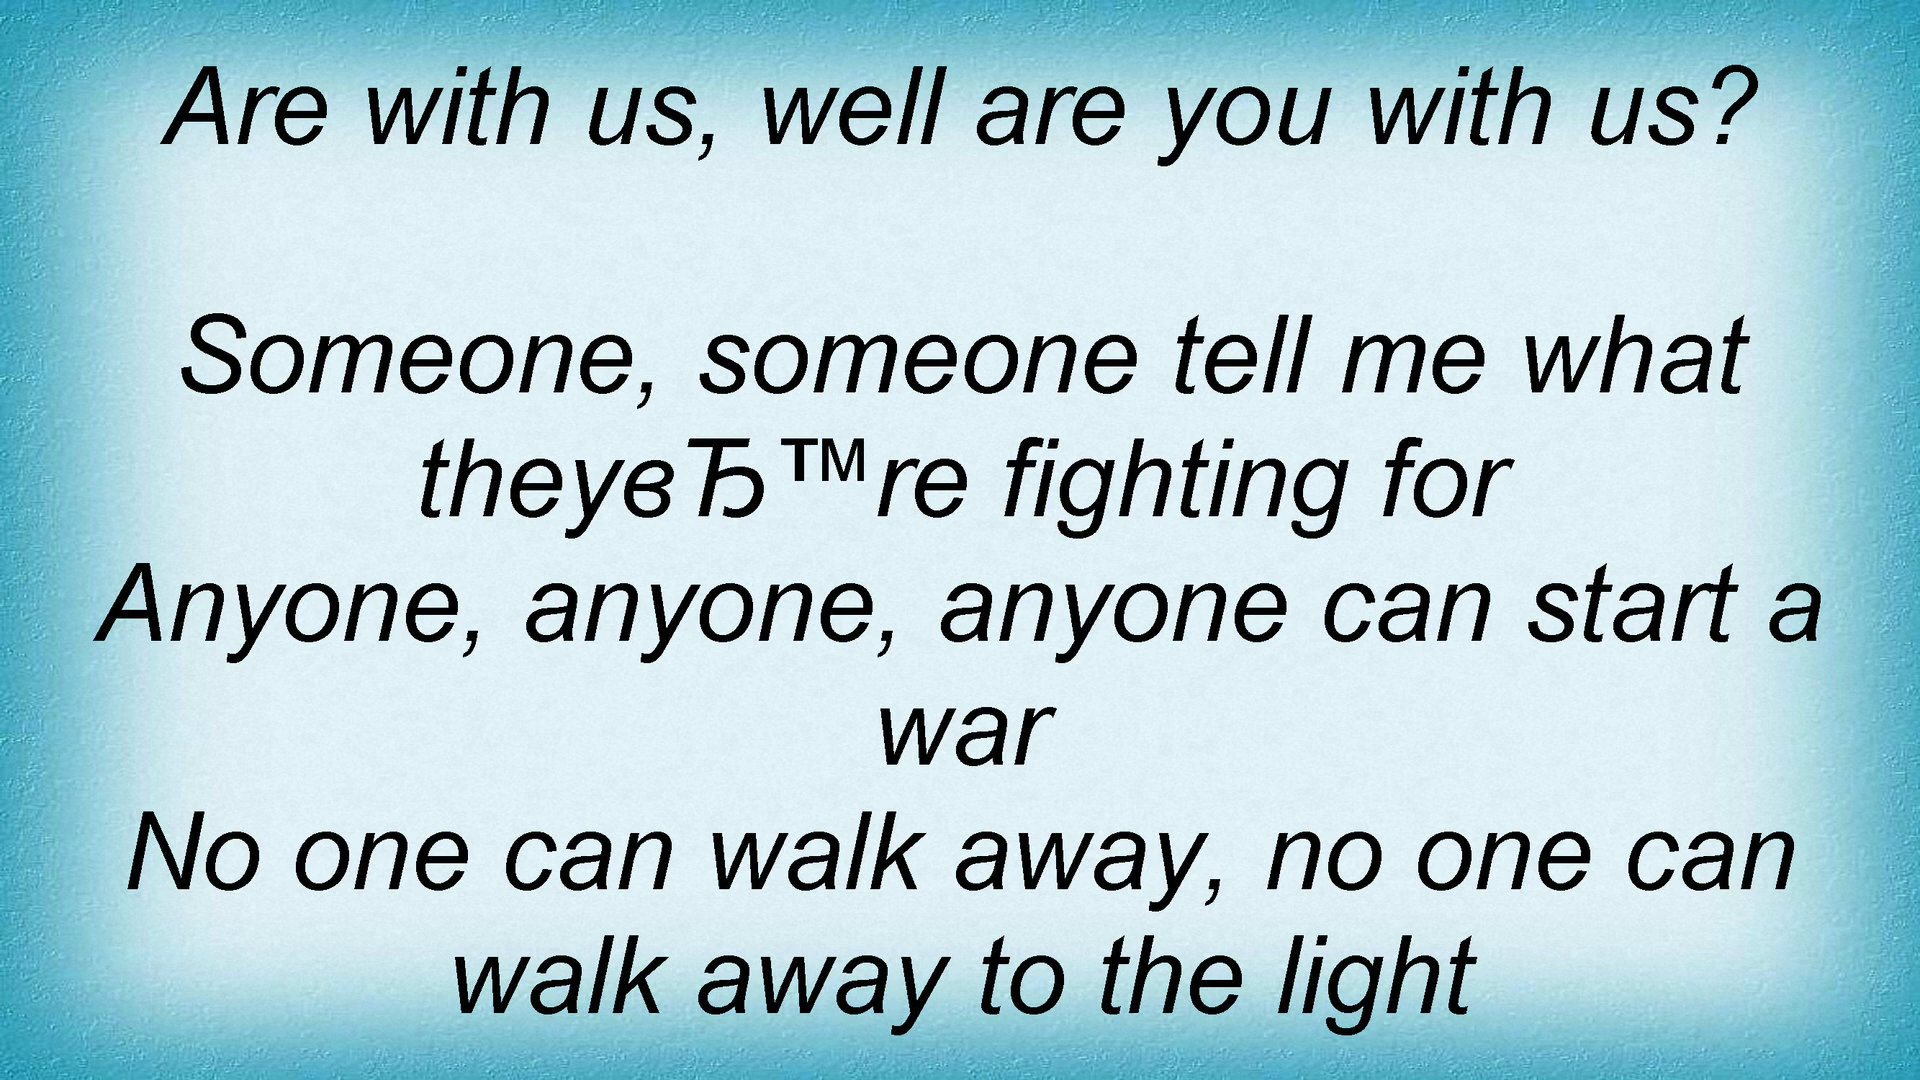 Are with us, well are you with us?
Someone, someone tell me what
theyвЂ™re fighting for
Anyone, anyone, anyone can start a
war
No one can walk away, no one can
walk away to the light